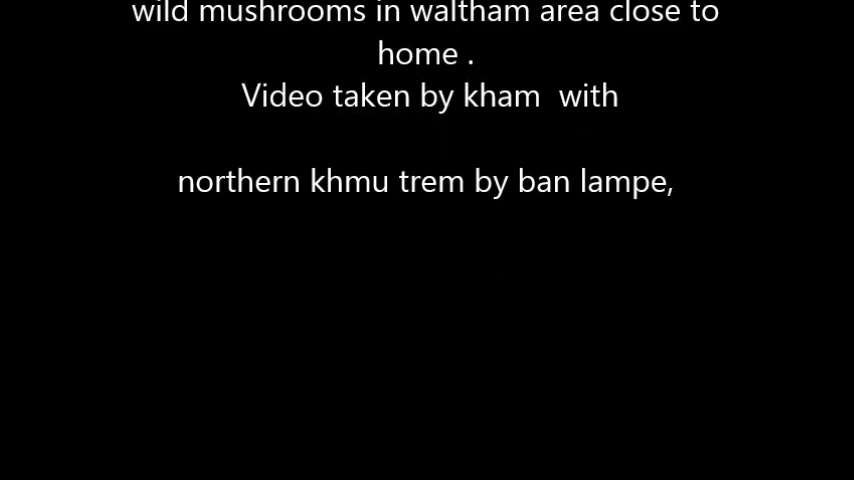 wild mushrooms in waltham area close to
home .
Video taken by kham  with
northern khmu trem by ban lampe,